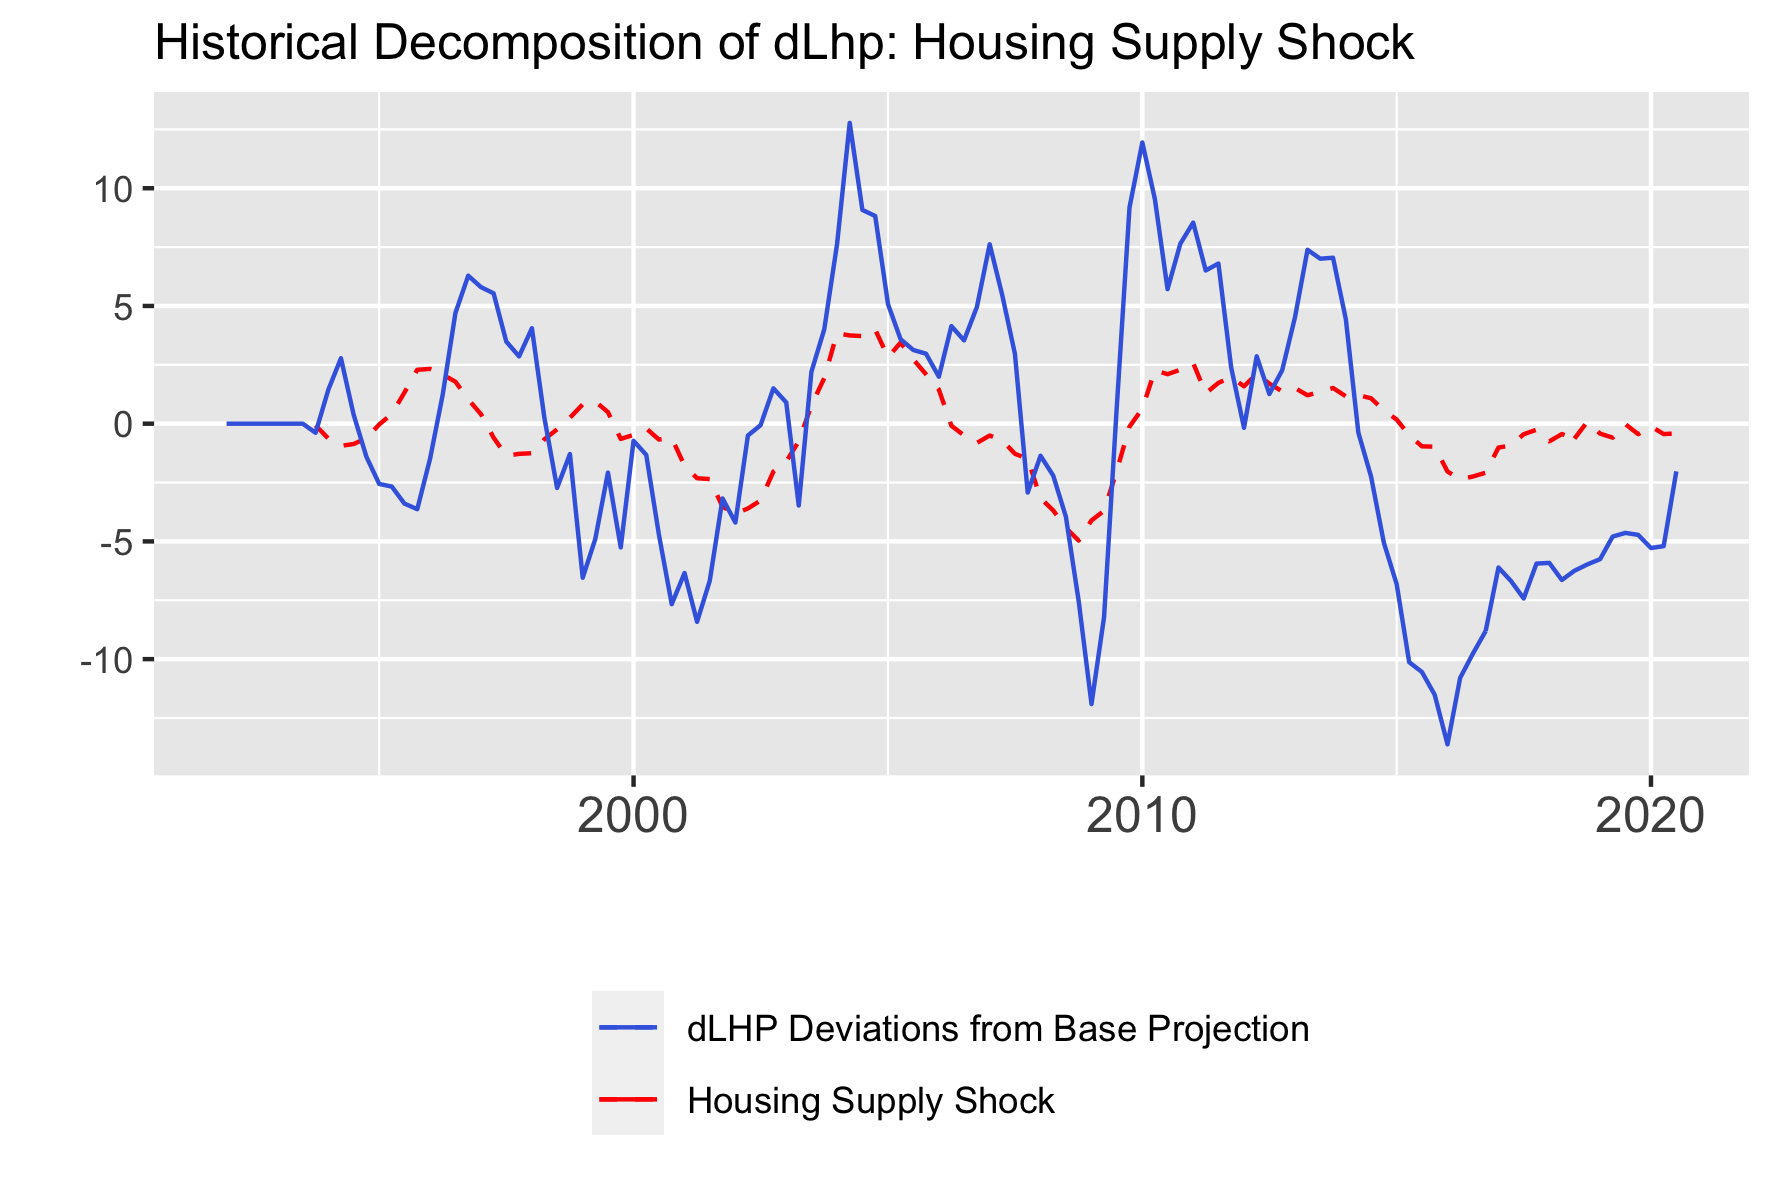 Historical Decomposition of dLhp: Housing Supply Shock
10
5
0
-5
-10
2000
2010
2020
dLHP Deviations from Base Projection
Housing Supply Shock